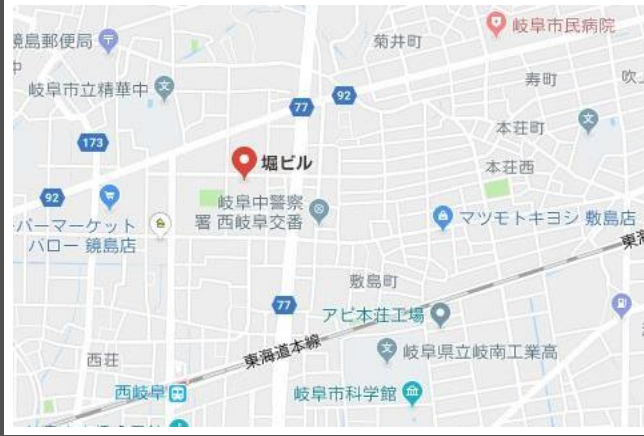 岐阜市民病院
鏡島郵便局
菊井町
中
寿町
吹上
岐阜市立精華中
92
77
本荘町
173
堀ビル
本荘西
92
岐阜中警察
署 西岐阜交番
マツモトキヨシ 敷島店
ーパーマーケット
バロー 鏡島店
東海
敷島町
77
アピ本荘工場
東海道本線
西荘
岐阜県立岐南工業高
西岐阜
岐阜市科学館